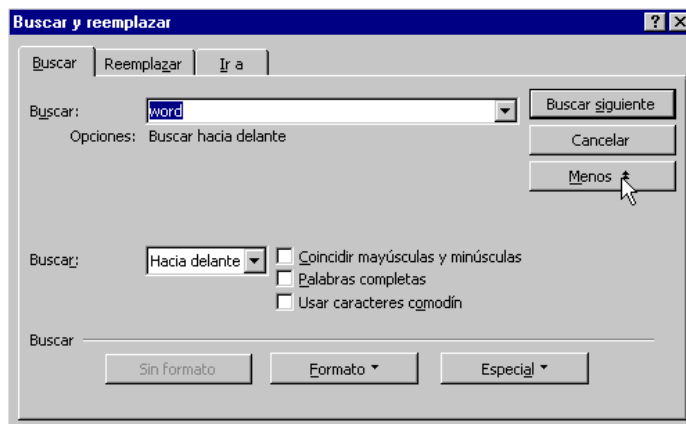 Buscar y reemplazar
Buscar Reemplazar Ir a
Buscar: word Buscar siguiente
Opciones: Buscar hacia delante Cancelar
Menos
Buscar: Hacia delante Coincidir mayúsculas y minúsculas
Palabras completas
Usar caracteres comodín
Buscar
Sin formato Formato Especial